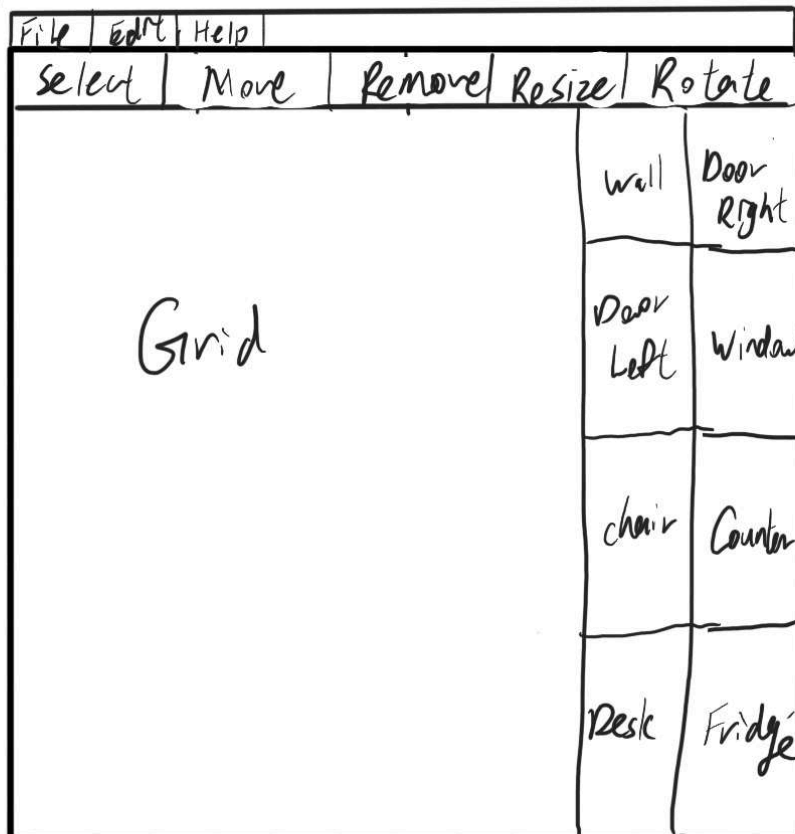 File Edit Help
Select Move Remove Resize Rotate
Wall Door
Right
Grid
Door
Left Window
chair Counter
Desk Fridge